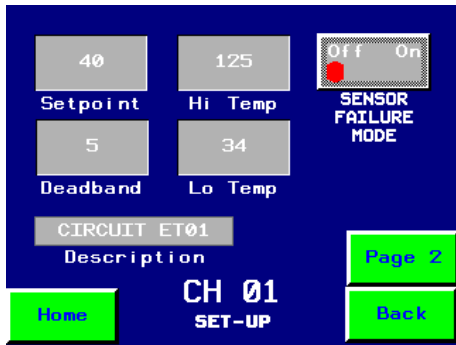 40
125
Off On
Setpoint
Hi Temp
SENSOR
FAILURE
MODE
5
34
Deadband
Lo Temp
CIRCUIT ET01
Description
Page 2
Home
CH 01
SET-UP
Back